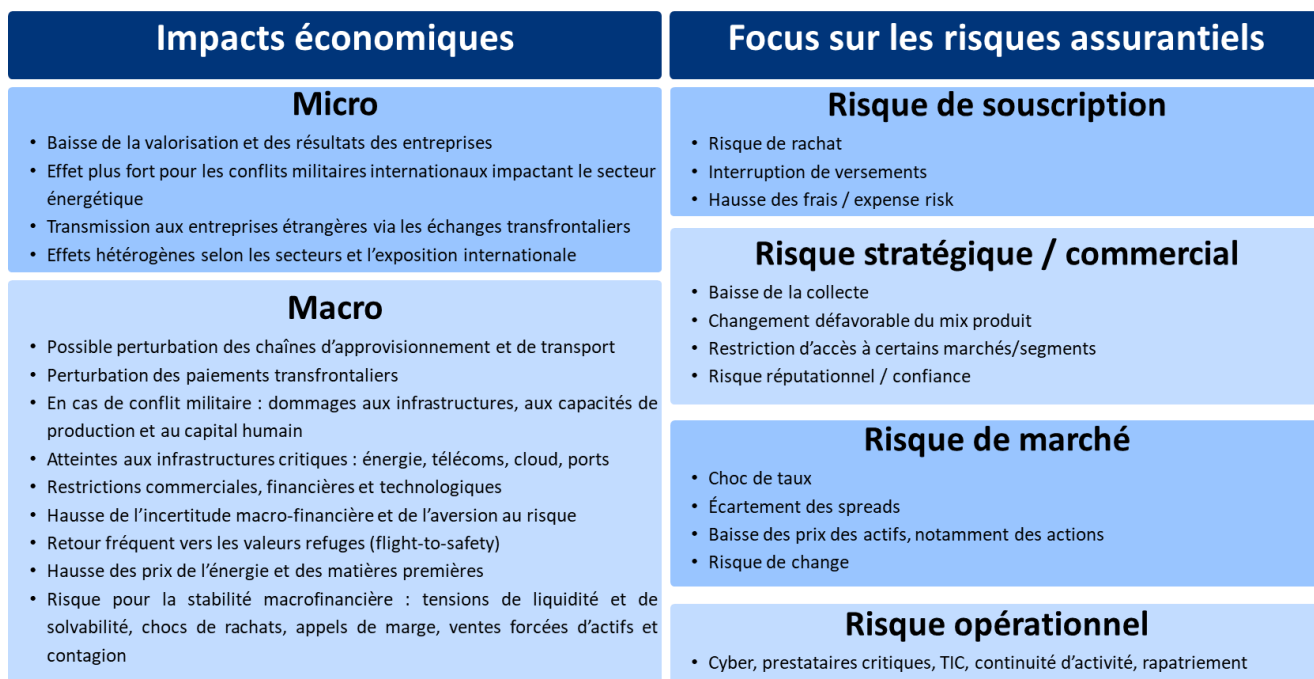 Impacts économiques
Micro
• Baisse de la valorisation et des résultats des entreprises
• Effet plus fort pour les conflits militaires internationaux impactant le secteur
énergétique
• Transmission aux entreprises étrangères via les échanges transfrontaliers
• Effets hétérogènes selon les secteurs et l’exposition internationale
Macro
• Possible perturbation des chaînes d’approvisionnement et de transport
• Perturbation des paiements transfrontaliers
• En cas de conflit militaire : dommages aux infrastructures, aux capacités de
production et au capital humain
• Atteintes aux infrastructures critiques : énergie, télécoms, cloud, ports
• Restrictions commerciales, financières et technologiques
• Hausse de l’incertitude macro-financière et de l’aversion au risque
• Retour fréquent vers les valeurs refuges (flight-to-safety)
• Hausse des prix de l’énergie et des matières premières
• Risque pour la stabilité macrofinancière : tensions de liquidité et de
solvabilité, chocs de rachats, appels de marge, ventes forcées d’actifs et
contagion
Focus sur les risques assurantiels
Risque de souscription
• Risque de rachat
• Interruption de versements
• Hausse des frais / expense risk
Risque stratégique / commercial
• Baisse de la collecte
• Changement défavorable du mix produit
• Restriction d’accès à certains marchés/segments
• Risque réputationnel / confiance
Risque de marché
• Choc de taux
• Écartement des spreads
• Baisse des prix des actifs, notamment des actions
• Risque de change
Risque opérationnel
• Cyber, prestataires critiques, TIC, continuité d’activité, rapatriement